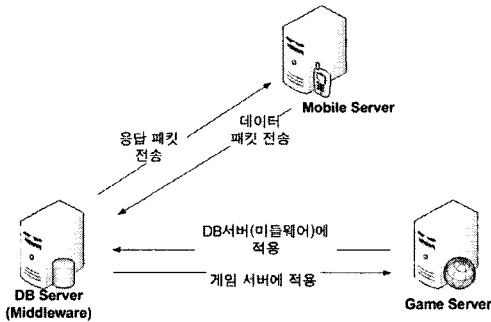 Mobile Server
응답 패킷
전송
데이터
패킷 전송
DB서버(미들웨어)에
적용
게임 서버에 적용
DB Server
(Middleware)
Game Server